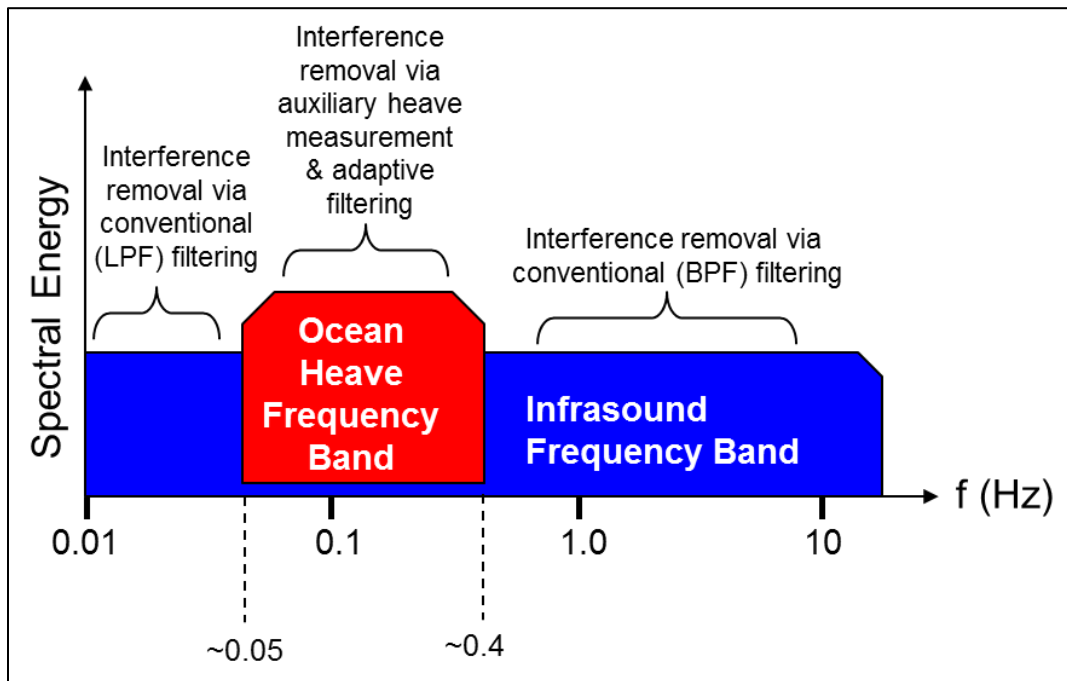 Interference
removal via
auxiliary heave
measurement
& adaptive
filtering
Interference
removal via
conventional
(LPF) filtering
Interference removal via
conventional (BPF) filtering
Spectral Energy
Ocean
Heave
Frequency
Band
Infrasound
Frequency Band
f (Hz)
0.01
0.1
1.0
10
~0.05
~0.4